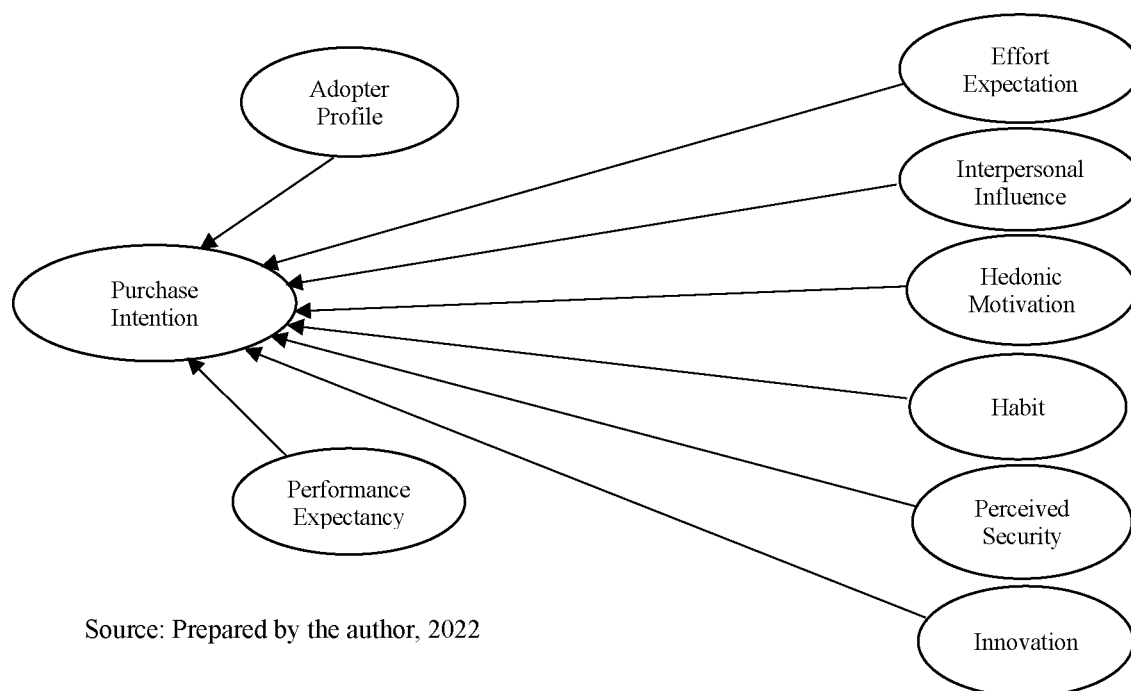 Adopter
Profile
Effort
Expectation
Interpersonal
Influence
Purchase
Intention
Hedonic
Motivation
Habit
Performance
Expectancy
Perceived
Security
Innovation
Source: Prepared by the author, 2022